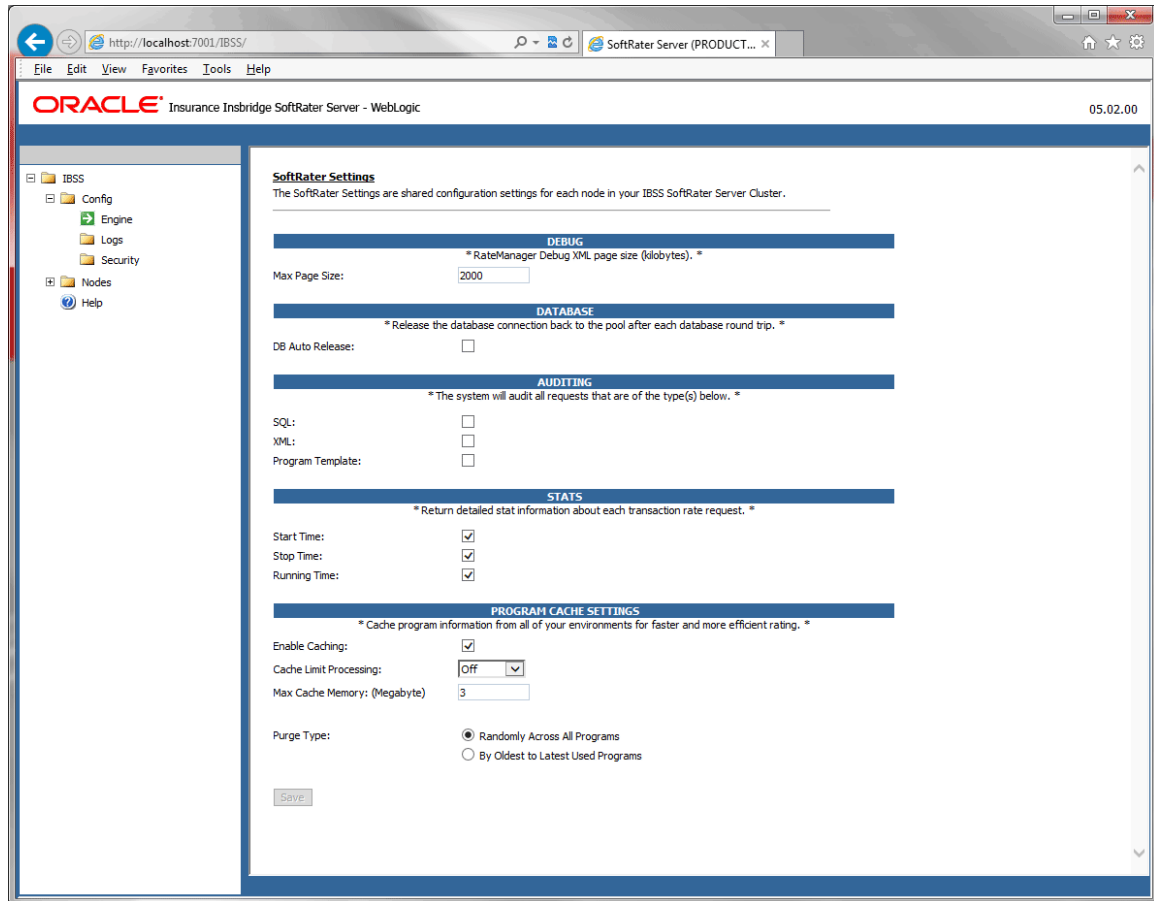 http://localhost:7001/IBSS/
SoftRater Server (PRODUCT...
File Edit View Favorites Tools Help
ORACLE Insurance Insbridge SoftRater Server - WebLogic
05.02.00
IBSS
Config
Engine
Logs
Security
Nodes
Help
SoftRater Settings
The SoftRater Settings are shared configuration settings for each node in your IBSS SoftRater Server Cluster.
DEBUG
* RateManager Debug XML page size (kilobytes). *
Max Page Size: 2000
DATABASE
* Release the database connection back to the pool after each database round trip. *
DB Auto Release:
AUDITING
* The system will audit all requests that are of the type(s) below. *
SQL:
XML:
Program Template:
STATS
* Return detailed stat information about each transaction rate request. *
Start Time:
Stop Time:
Running Time:
PROGRAM CACHE SETTINGS
* Cache program information from all of your environments for faster and more efficient rating. *
Enable Caching:
Cache Limit Processing: Off
Max Cache Memory: (Megabyte) 3
Purge Type: Randomly Across All Programs
By Oldest to Latest Used Programs
Save